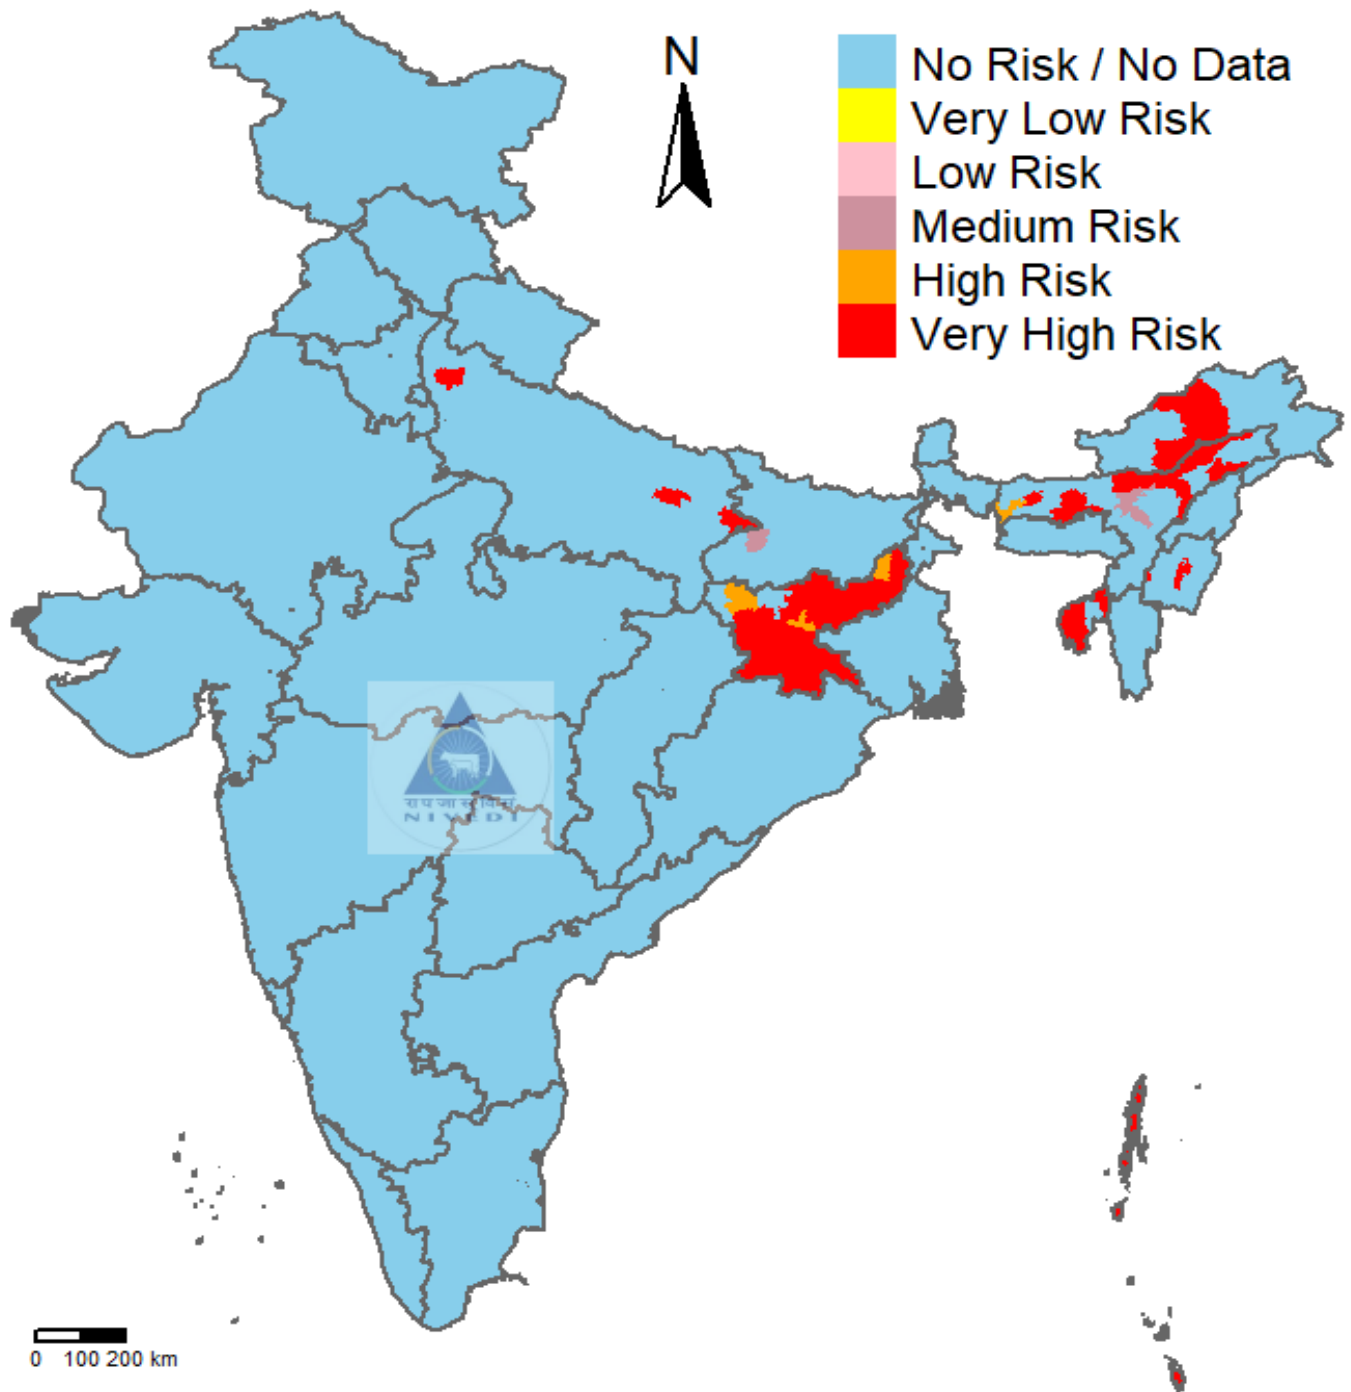 N
No Risk / No Data
Very Low Risk
Low Risk
Medium Risk
High Risk
Very High Risk
NIVEDI
0 100 200 km